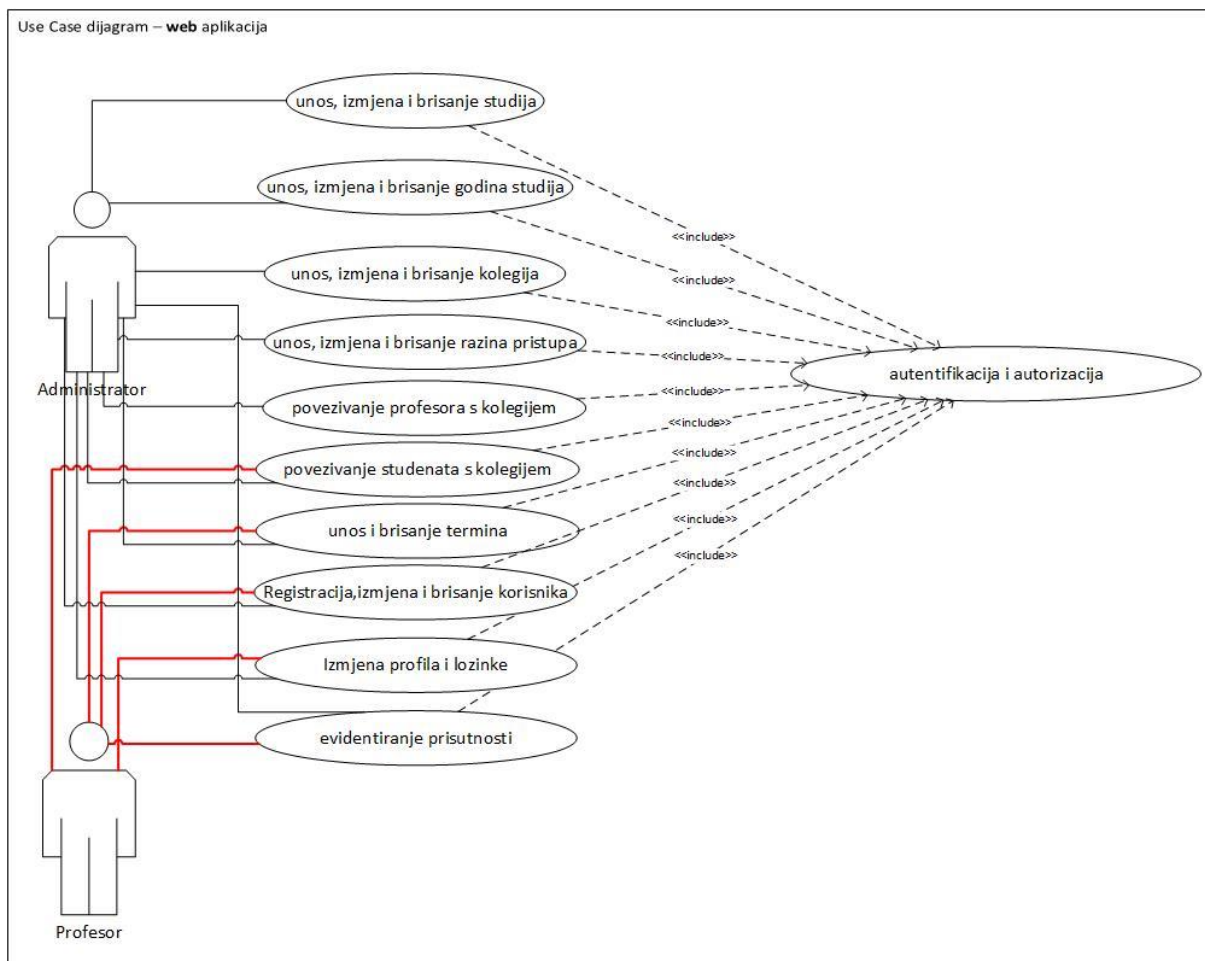 Use Case dijagram – web aplikacija
unos, izmjena i brisanje studija
unos, izmjena i brisanje godina studija
<<include>>
<<include>>
unos, izmjena i brisanje kolegija
<<include>>
unos, izmjena i brisanje razina pristupa
<<include>>
autentifikacija i autorizacija
Administrator
<<include>>
povezivanje profesora s kolegijem
<<include>>
povezivanje studenata s kolegijem
<<include>>
<<include>>
unos i brisanje termina
<<include>>
<<include>>
Registracija,izmjena i brisanje korisnika
Izmjena profila i lozinke
evidentiranje prisutnosti
Profesor